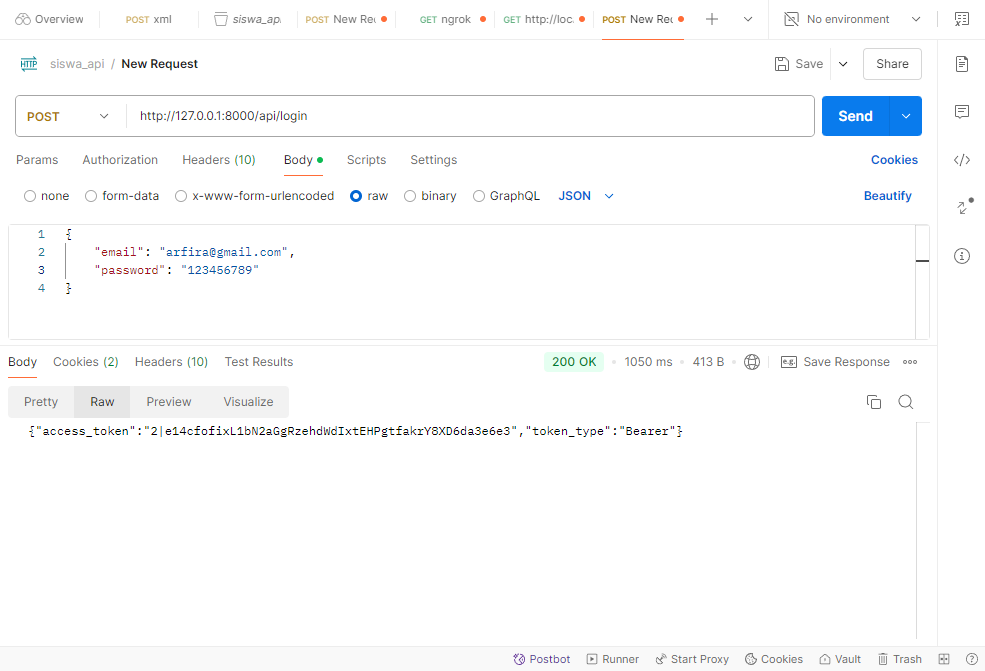 Overview POST xml siswa_api POST New Re GET ngrok GET http://loc. POST New Re No environment
HTTP siswa_api / New Request Save Share
POST http://127.0.0.1:8000/api/login Send
Params Authorization Headers (10) Body Scripts Settings Cookies
none form-data x-www-form-urlencoded raw binary GraphQL JSON Beautify
1 {
2 "email": "arfira@gmail.com",
3 "password": "123456789"
4 }
Body Cookies (2) Headers (10) Test Results 200 OK • 1050 ms • 413 B • e.g. Save Response
Pretty Raw Preview Visualize
{"access_token":"2|e14cfofixL1bN2aGgRzehdWdIxtEHPgtfakrY8XD6da3e6e3","token_type":"Bearer"}
Postbot Runner Start Proxy Cookies Vault Trash